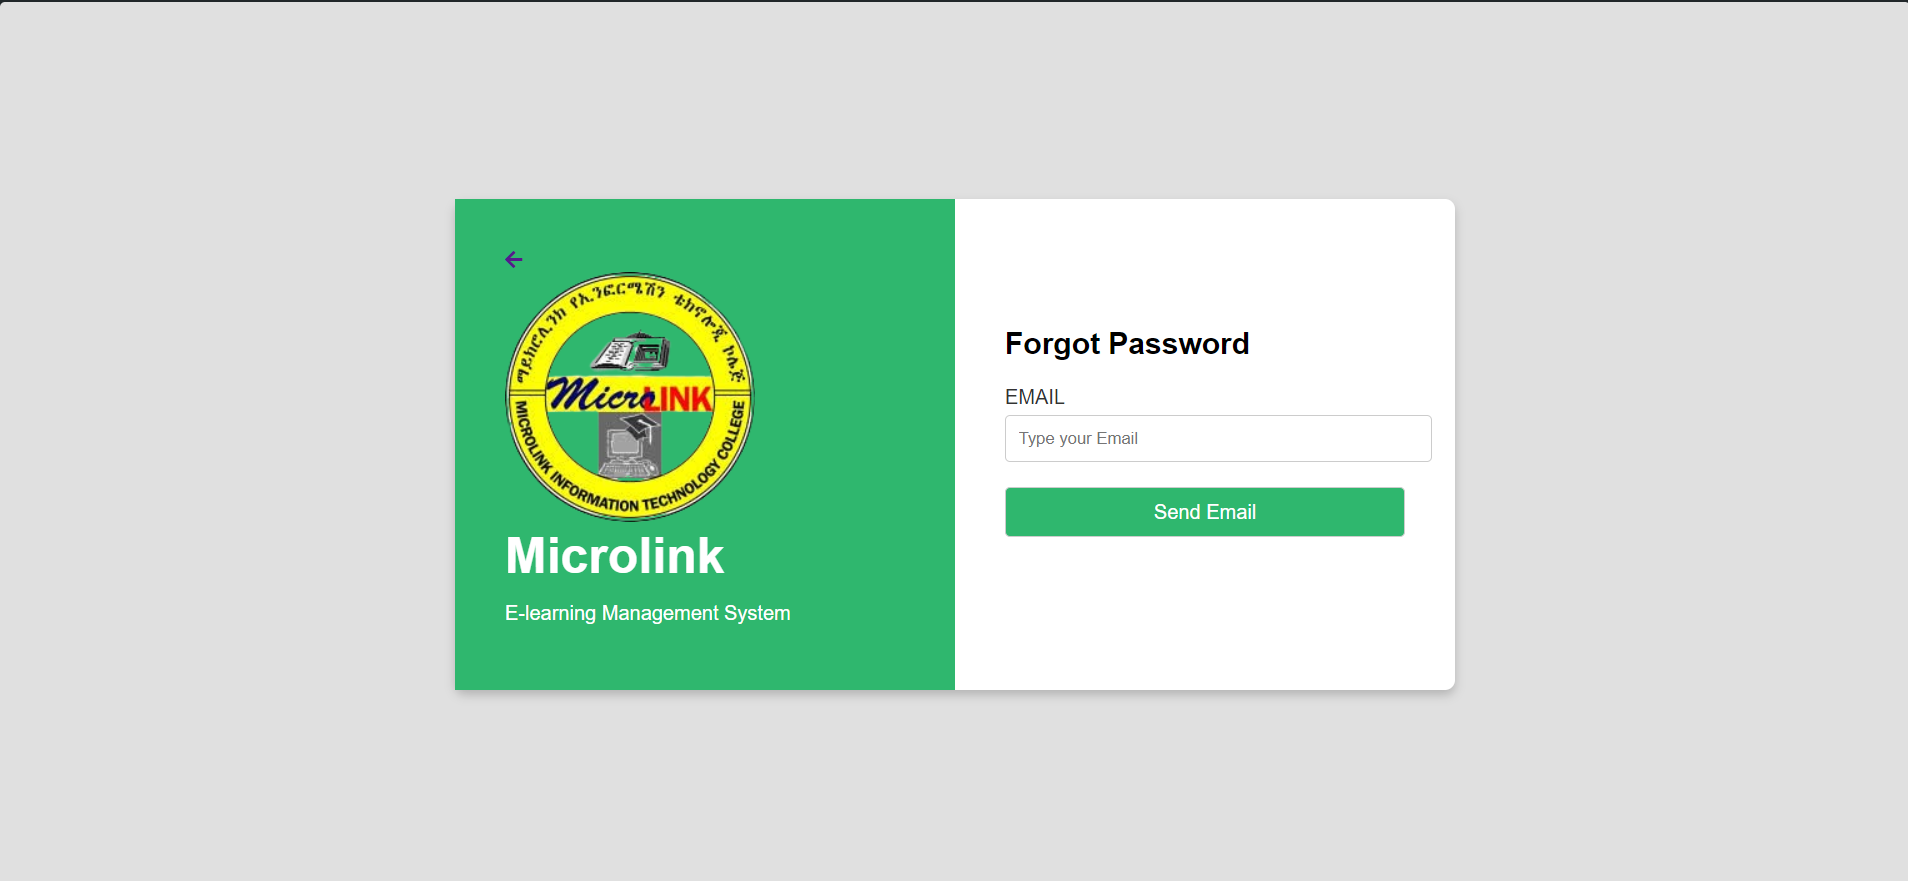 ማይክሮሊንክ የኢንፎርሜሽን ቴክኖሎጂ ኮሌጅ
MicroLINK
MICROLINK INFORMATION TECHNOLOGY COLLEGE
Microlink
E-learning Management System
Forgot Password
EMAIL
Type your Email
Send Email